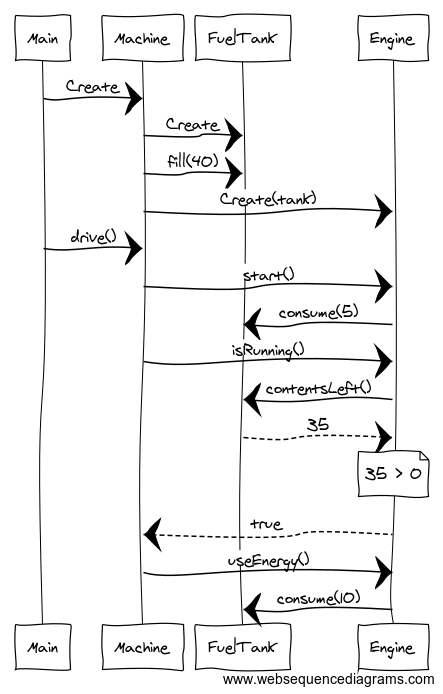 Main Machine FuelTank Engine
Create
Create
fill(40)
Create(tank)
drive()
start()
consume(5)
isRunning()
contentsLeft()
35
35 > 0
true
useEnergy()
consume(10)
Main Machine FuelTank Engine
www.websequencediagrams.com